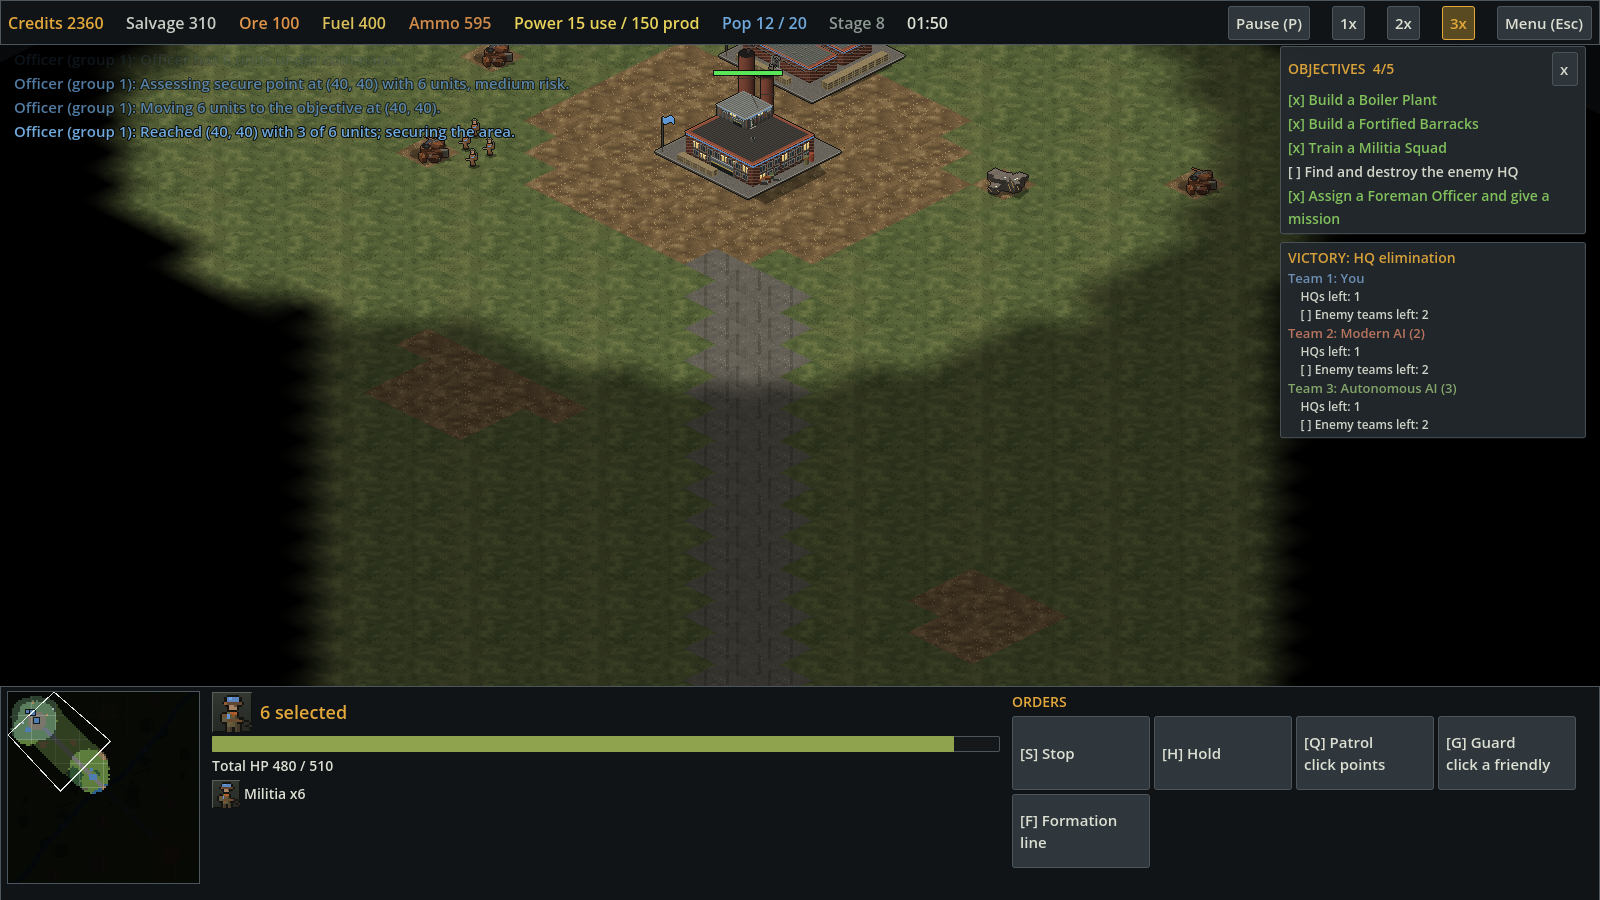 Credits 2360 Salvage 310 Ore 100 Fuel 400 Ammo 595 Power 15 use / 150 prod Pop 12 / 20 Stage 8 01:50 Pause (P) 1x 2x 3x Menu (Esc)
Officer (group 1):
Officer (group 1): Assessing secure point at (40, 40) with 6 units, medium risk.
Officer (group 1): Moving 6 units to the objective at (40, 40).
Officer (group 1): Reached (40, 40) with 3 of 6 units; securing the area.
OBJECTIVES 4/5 x
[x] Build a Boiler Plant
[x] Build a Fortified Barracks
[x] Train a Militia Squad
[ ] Find and destroy the enemy HQ
[x] Assign a Foreman Officer and give a
mission
VICTORY: HQ elimination
Team 1: You
HQs left: 1
[ ] Enemy teams left: 2
Team 2: Modern AI (2)
HQs left: 1
[ ] Enemy teams left: 2
Team 3: Autonomous AI (3)
HQs left: 1
[ ] Enemy teams left: 2
6 selected
Total HP 480 / 510
Militia x6
ORDERS
[S] Stop
[H] Hold
[Q] Patrol
click points
[G] Guard
click a friendly
[F] Formation
line